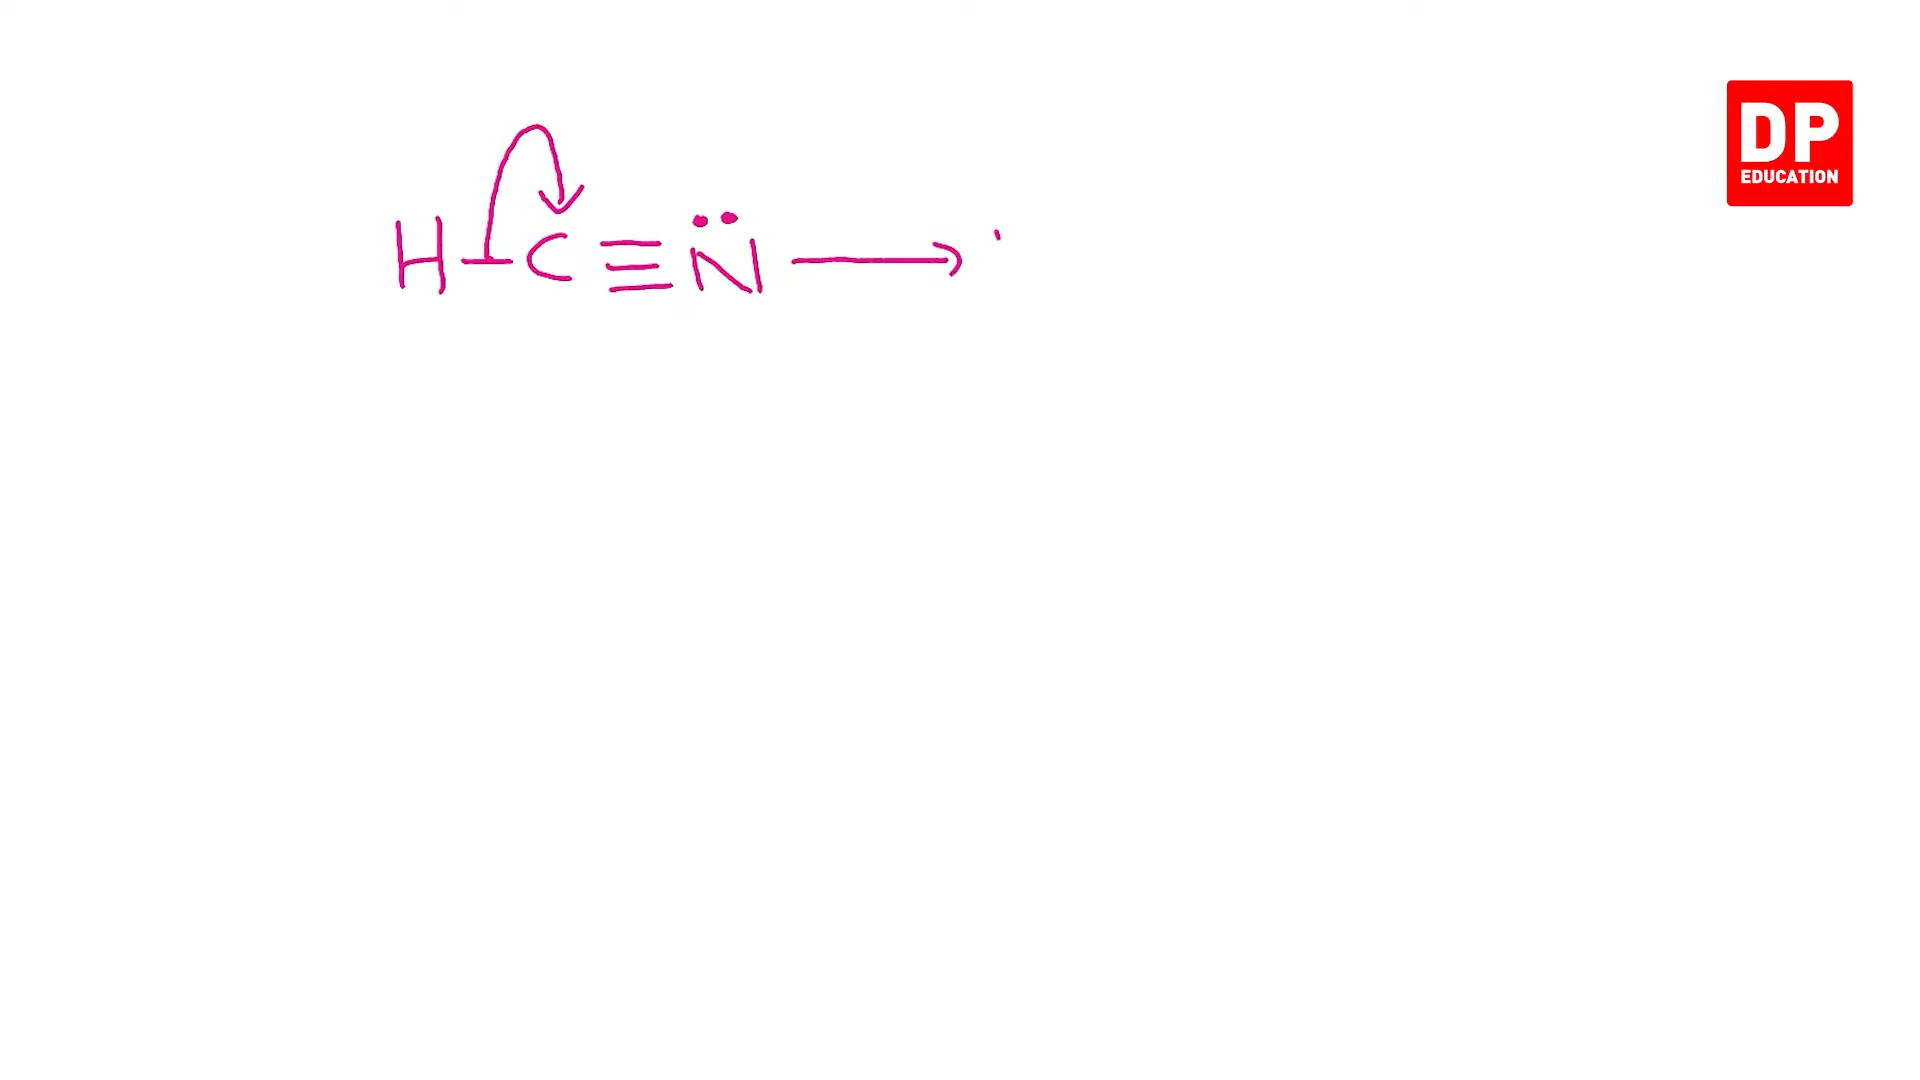 H - C ≡ N̈ →
DP
EDUCATION